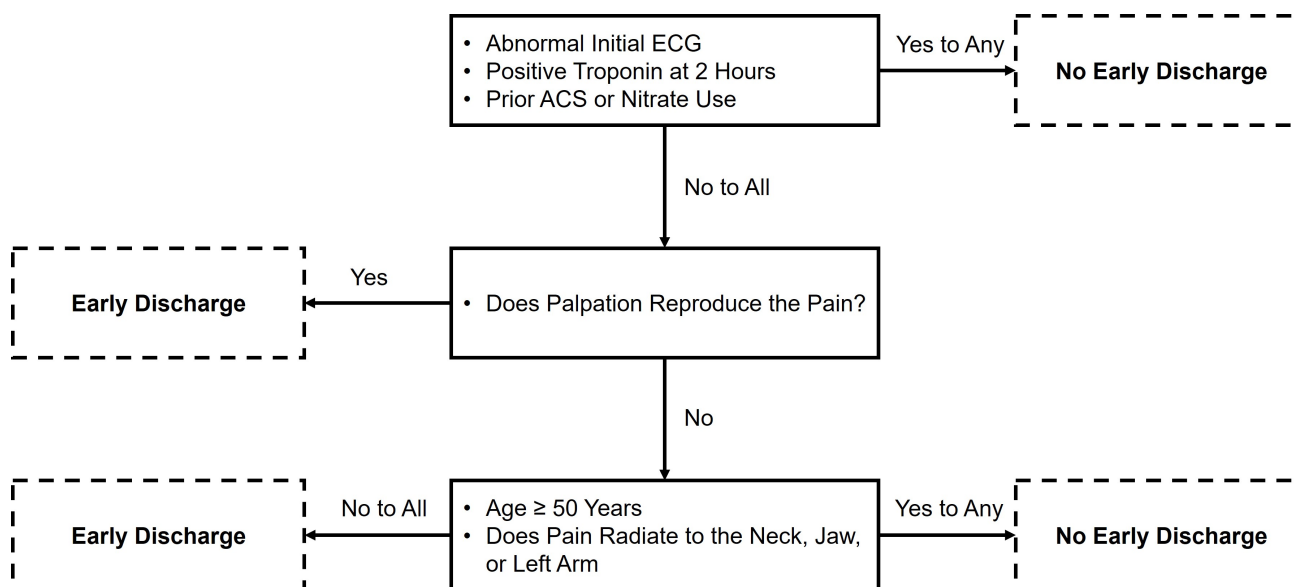 • Abnormal Initial ECG
• Positive Troponin at 2 Hours
• Prior ACS or Nitrate Use
Yes to Any
No Early Discharge
No to All
Early Discharge
Yes
• Does Palpation Reproduce the Pain?
No
Early Discharge
No to All
• Age ≥ 50 Years
• Does Pain Radiate to the Neck, Jaw,
or Left Arm
Yes to Any
No Early Discharge